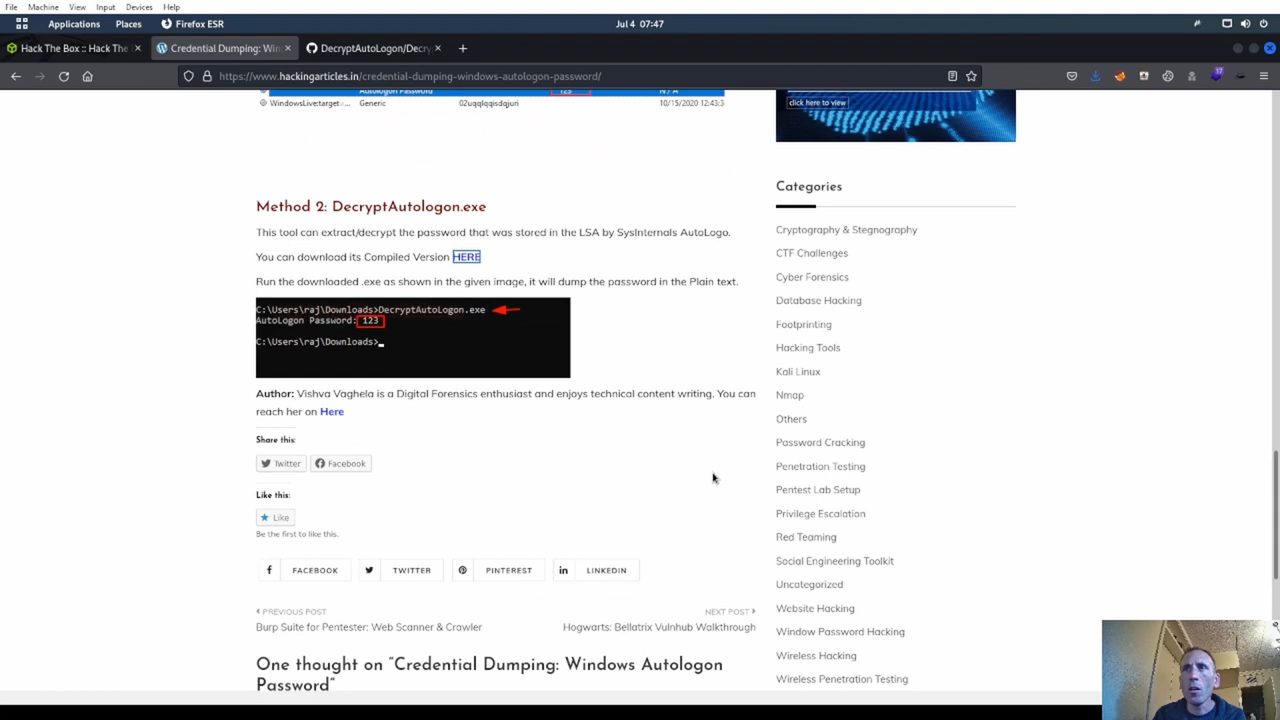 File Machine View Input Devices Help
Applications Places Firefox ESR Jul 4 07:47
Hack The Box :: Hack The Credential Dumping: Win DecryptAutoLogon/Decry
https://www.hackingarticles.in/credential-dumping-windows-autologon-password/
Autologon Password 123 N / A
WindowsLive:target=... Generic 02uqqlqqisdqjuri 10/15/2020 12:43:3
click here to view
Method 2: DecryptAutologon.exe
This tool can extract/decrypt the password that was stored in the LSA by SysInternals AutoLogo.
You can download its Compiled Version HERE
Run the downloaded .exe as shown in the given image, it will dump the password in the Plain text.
C:\Users\raj\Downloads>DecryptAutoLogon.exe
AutoLogon Password: 123
C:\Users\raj\Downloads>
Author: Vishva Vaghela is a Digital Forensics enthusiast and enjoys technical content writing. You can
reach her on Here
Share this:
Twitter Facebook
Like this:
Like
Be the first to like this.
FACEBOOK TWITTER PINTEREST LINKEDIN
PREVIOUS POST NEXT POST
Burp Suite for Pentester: Web Scanner & Crawler Hogwarts: Bellatrix Vulnhub Walkthrough
One thought on “Credential Dumping: Windows Autologon
Password”
Categories
Cryptography & Stegnography
CTF Challenges
Cyber Forensics
Database Hacking
Footprinting
Hacking Tools
Kali Linux
Nmap
Others
Password Cracking
Penetration Testing
Pentest Lab Setup
Privilege Escalation
Red Teaming
Social Engineering Toolkit
Uncategorized
Website Hacking
Window Password Hacking
Wireless Hacking
Wireless Penetration Testing